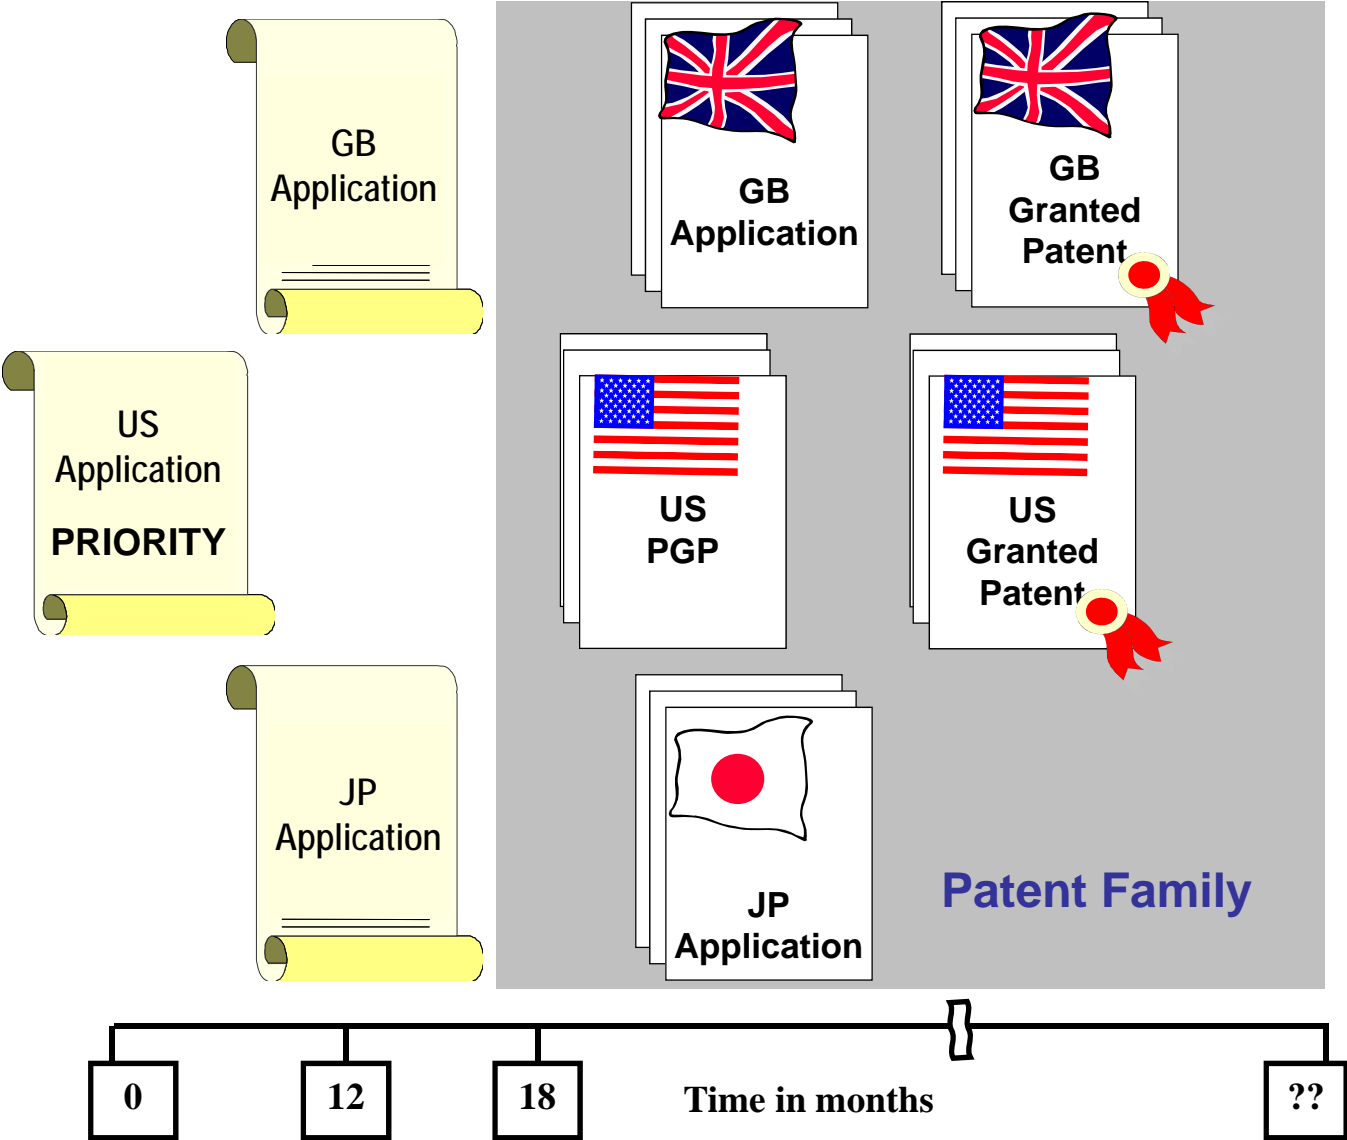 GB
Application
GB
Application
GB
Granted
Patent
US
Application
PRIORITY
US
PGP
US
Granted
Patent
JP
Application
JP
Application
Patent Family
0
12
18
Time in months
??